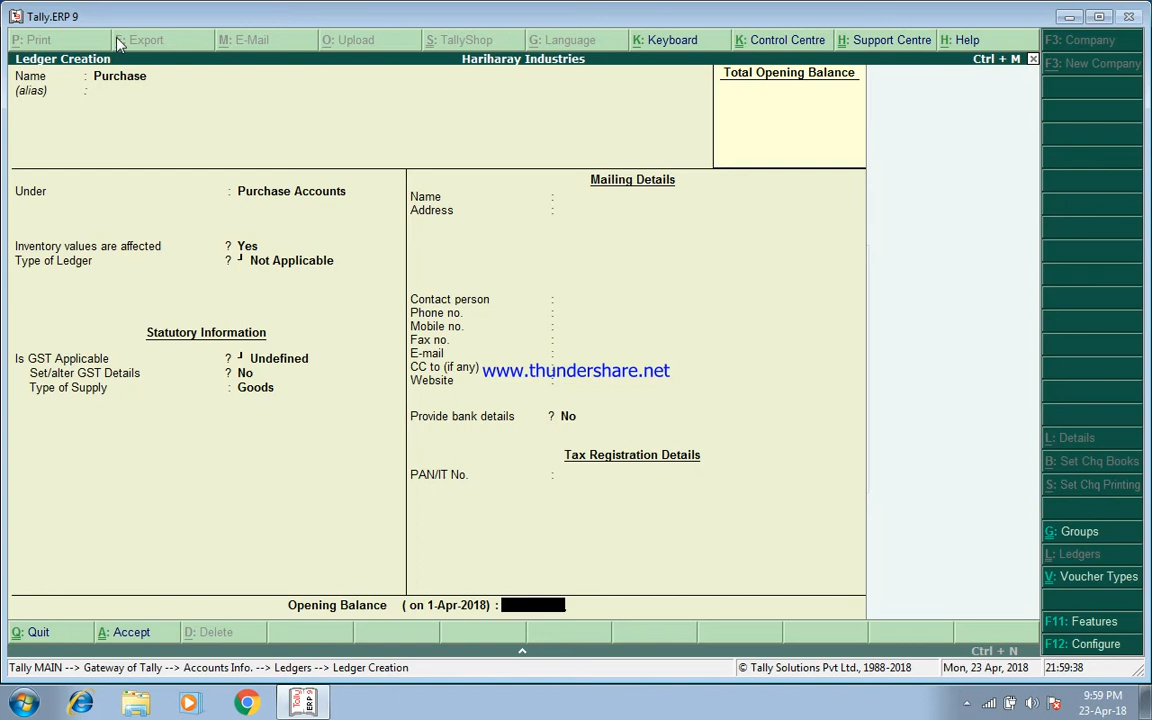 Tally.ERP 9
P: Print
E: Export
M: E-Mail
O: Upload
S: TallyShop
G: Language
K: Keyboard
K: Control Centre
H: Support Centre
H: Help
F3: Company
F3: New Company
Ledger Creation
Hariharay Industries
Ctrl + M
Name : Purchase
(alias) :
Total Opening Balance
Under : Purchase Accounts
Inventory values are affected ? Yes
Type of Ledger ? ┘ Not Applicable
Statutory Information
Is GST Applicable ? ┘ Undefined
Set/alter GST Details ? No
Type of Supply : Goods
Mailing Details
Name :
Address :
Contact person :
Phone no. :
Mobile no. :
Fax no. :
E-mail :
CC to (if any) :
Website :
www.thundershare.net
Provide bank details ? No
Tax Registration Details
PAN/IT No. :
Opening Balance ( on 1-Apr-2018) :
L: Details
B: Set Chq Books
S: Set Chq Printing
G: Groups
L: Ledgers
V: Voucher Types
F11: Features
F12: Configure
Q: Quit
A: Accept
D: Delete
Ctrl + N
Tally MAIN --> Gateway of Tally --> Accounts Info. --> Ledgers --> Ledger Creation
© Tally Solutions Pvt Ltd., 1988-2018
Mon, 23 Apr, 2018
21:59:38
Tally
ERP 9
9:59 PM
23-Apr-18